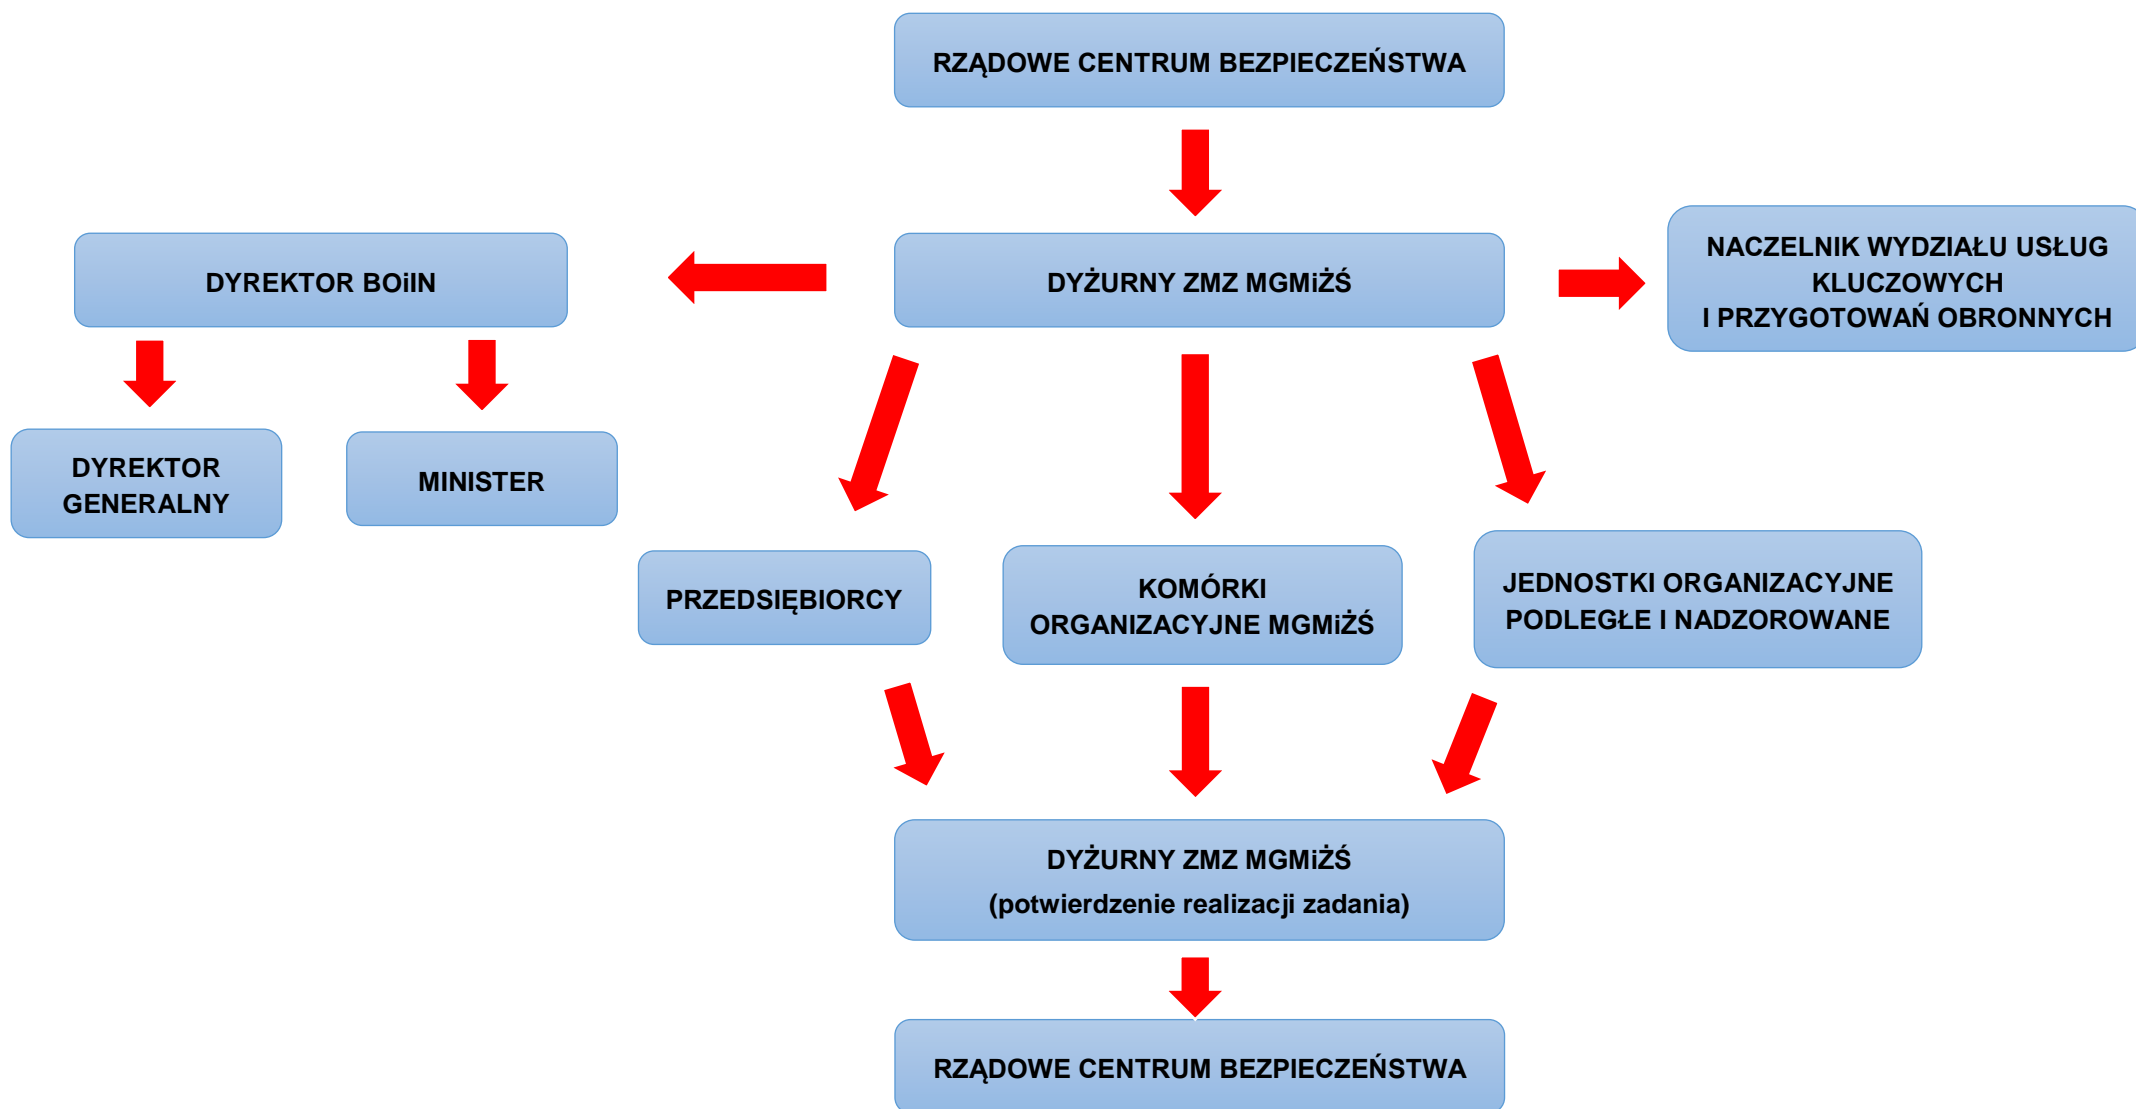 RZĄDOWE CENTRUM BEZPIECZEŃSTWA
DYREKTOR BOiIN
DYŻURNY ZMZ MGMiŻŚ
NACZELNIK WYDZIAŁU USŁUG
KLUCZOWYCH
I PRZYGOTOWAŃ OBRONNYCH
DYREKTOR
GENERALNY
MINISTER
PRZEDSIĘBIORCY
KOMÓRKI
ORGANIZACYJNE MGMiŻŚ
JEDNOSTKI ORGANIZACYJNE
PODLEGŁE I NADZOROWANE
DYŻURNY ZMZ MGMiŻŚ
(potwierdzenie realizacji zadania)
RZĄDOWE CENTRUM BEZPIECZEŃSTWA